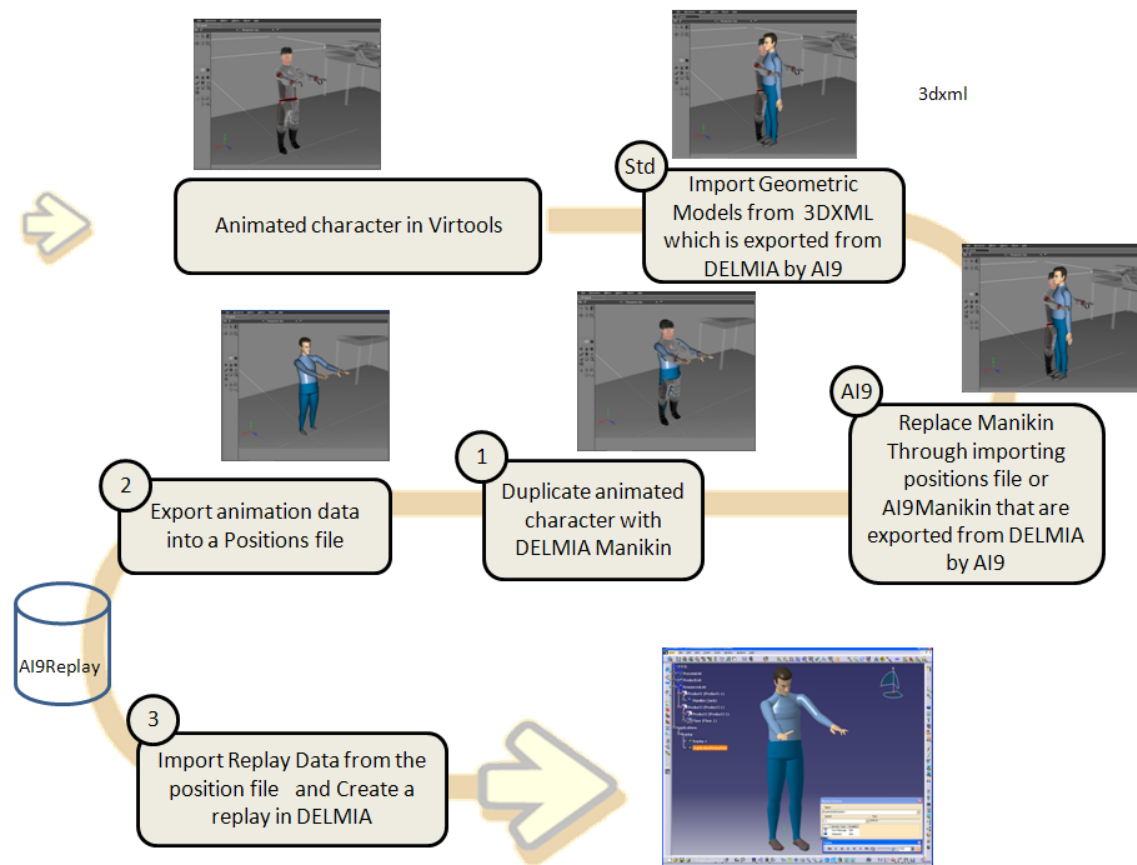 3dxml
Animated character in Virtools
Std
Import Geometric
Models from 3DXML
which is exported from
DELMIA by AI9
AI9
Replace Manikin
Through importing
positions file or
AI9Manikin that are
exported from DELMIA
by AI9
1
Duplicate animated
character with
DELMIA Manikin
2
Export animation data
into a Positions file
AI9Replay
3
Import Replay Data from the
position file and Create a
replay in DELMIA